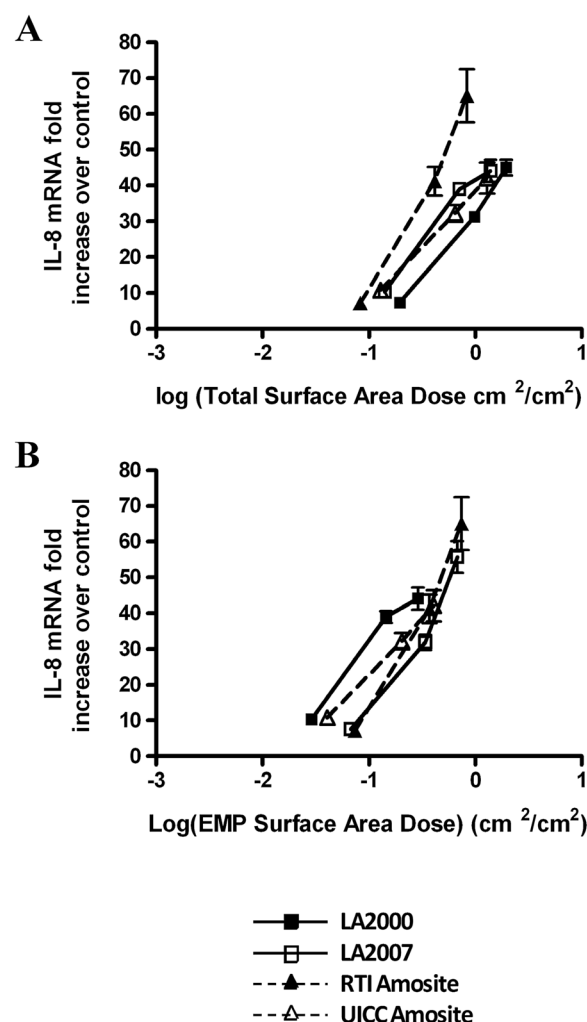 A
IL-8 mRNA fold
increase over control
80
70
60
50
40
30
20
10
0
-3 -2 -1 0 1
log (Total Surface Area Dose cm ²/cm²)
B
IL-8 mRNA fold
increase over control
80
70
60
50
40
30
20
10
0
-3 -2 -1 0 1
Log(EMP Surface Area Dose) (cm ²/cm²)
LA2000
LA2007
RTI Amosite
UICC Amosite